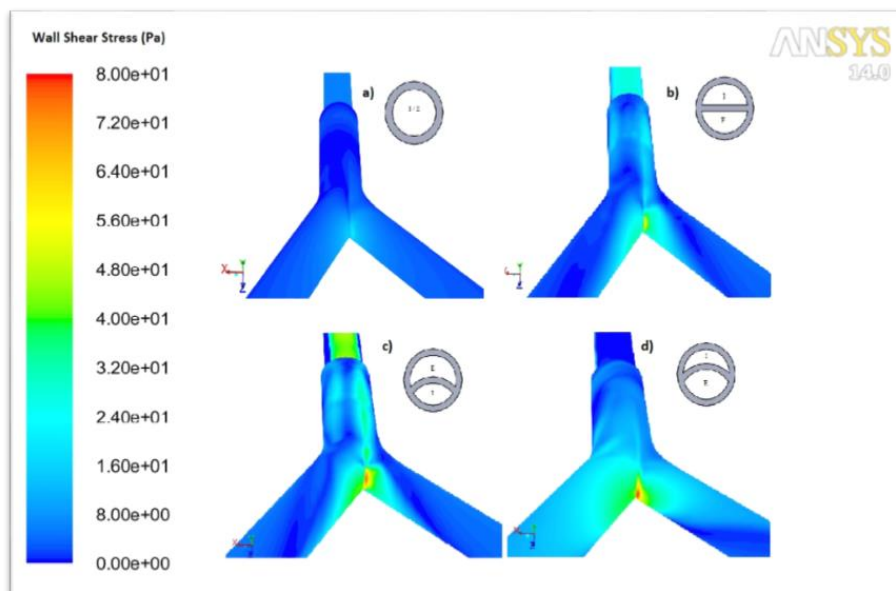 Wall Shear Stress (Pa)
ANSYS
14.0
8.00e+01
7.20e+01
6.40e+01
5.60e+01
4.80e+01
4.00e+01
3.20e+01
2.40e+01
1.60e+01
8.00e+00
0.00e+00
a)
b)
X
Y
Z
c)
E
d)
E
X
X